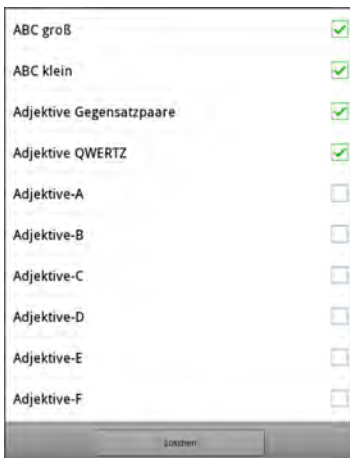 ABC groß
ABC klein
Adjektive Gegensatzpaare
Adjektive QWERTZ
Adjektive-A
Adjektive-B
Adjektive-C
Adjektive-D
Adjektive-E
Adjektive-F
Löschen